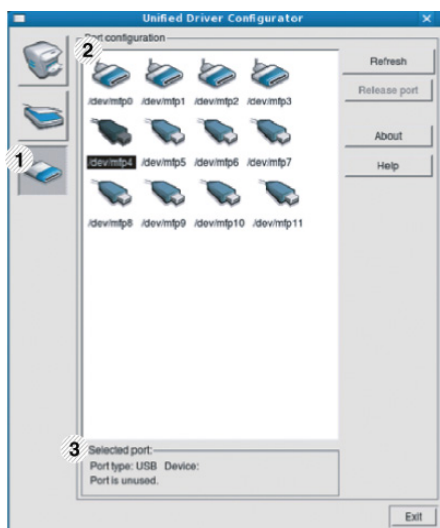 Unified Driver Configurator
2 Port configuration
Refresh
Release port
About
Help
1
/dev/mfp0 /dev/mfp1 /dev/mfp2 /dev/mfp3
/dev/mfp4 /dev/mfp5 /dev/mfp6 /dev/mfp7
/dev/mfp8 /dev/mfp9 /dev/mfp10 /dev/mfp11
3 Selected port:
Port type: USB Device:
Port is unused.
Exit